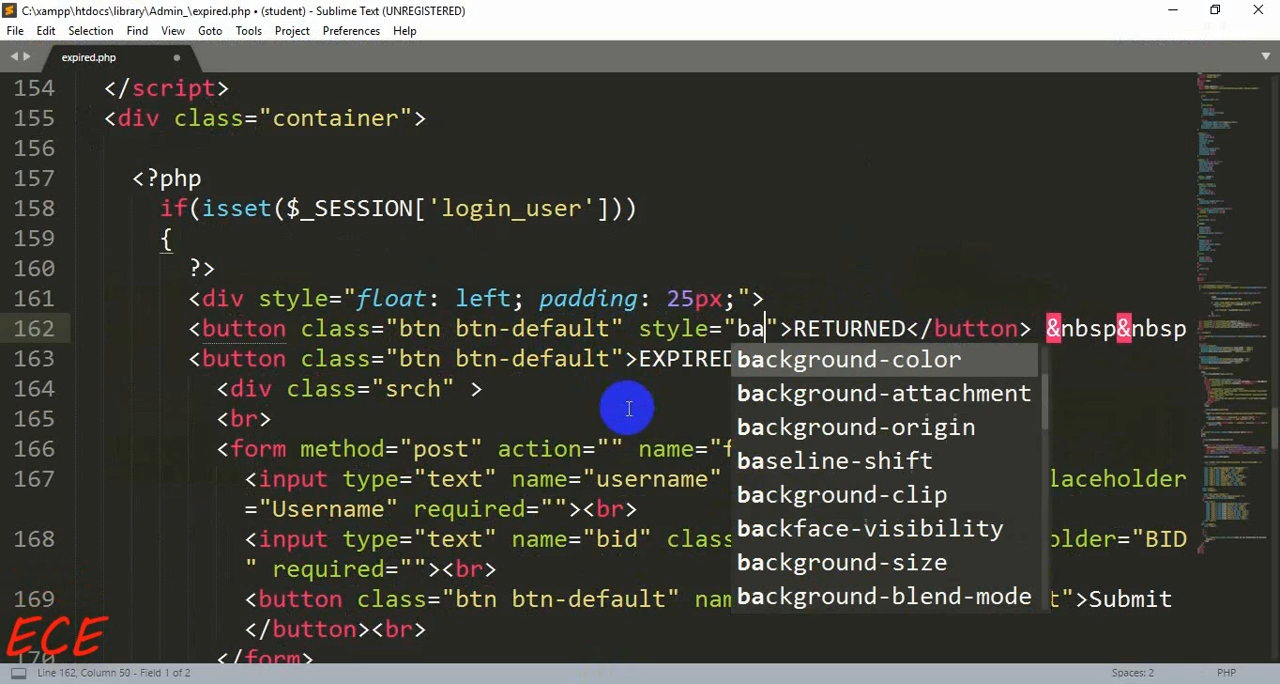 C:\xampp\htdocs\library\Admin_\expired.php • (student) - Sublime Text (UNREGISTERED)
File Edit Selection Find View Goto Tools Project Preferences Help
expired.php
154 </script>
155 <div class="container">
156
157 <?php
158 if(isset($_SESSION['login_user']))
159 {
160 ?>
161 <div style="float: left; padding: 25px;">
162 <button class="btn btn-default" style="ba">RETURNED</button> &nbsp&nbsp
163 <button class="btn btn-default">EXPIRED
background-color
164 <div class="srch" >
background-attachment
165 <br>
background-origin
166 <form method="post" action="" name="f
baseline-shift
167 <input type="text" name="username" laceholder
background-clip
="Username" required=""><br>
backface-visibility
168 <input type="text" name="bid" clas older="BID
background-size
" required=""><br>
background-blend-mode
169 <button class="btn btn-default" nam t">Submit
</button><br>
170 </form>
ECE
Line 162, Column 50 - Field 1 of 2
Spaces: 2
PHP